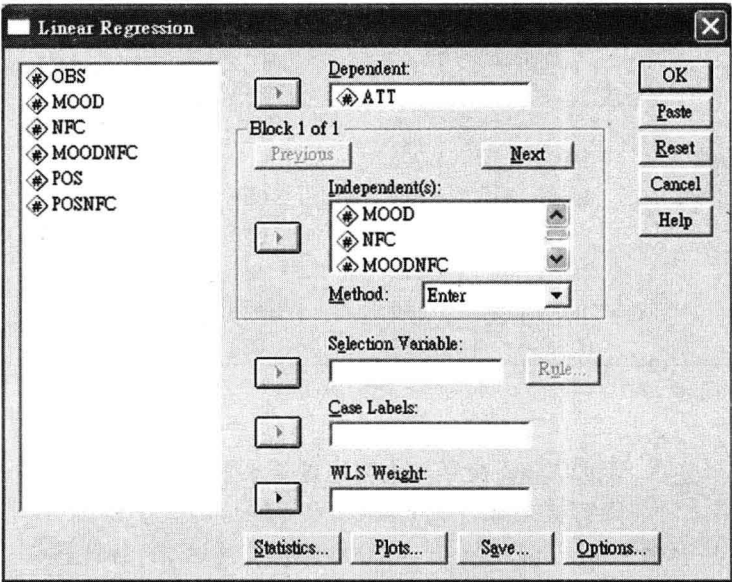 Linear Regression
OBS
MOOD
NFC
MOODNFC
POS
POSNFC
Dependent:
ATT
Block 1 of 1
Previous
Next
Independent(s):
MOOD
NFC
MOODNFC
Method:
Enter
Selection Variable:
Rule...
Case Labels:
WLS Weight:
OK
Paste
Reset
Cancel
Help
Statistics...
Plots...
Save...
Options...